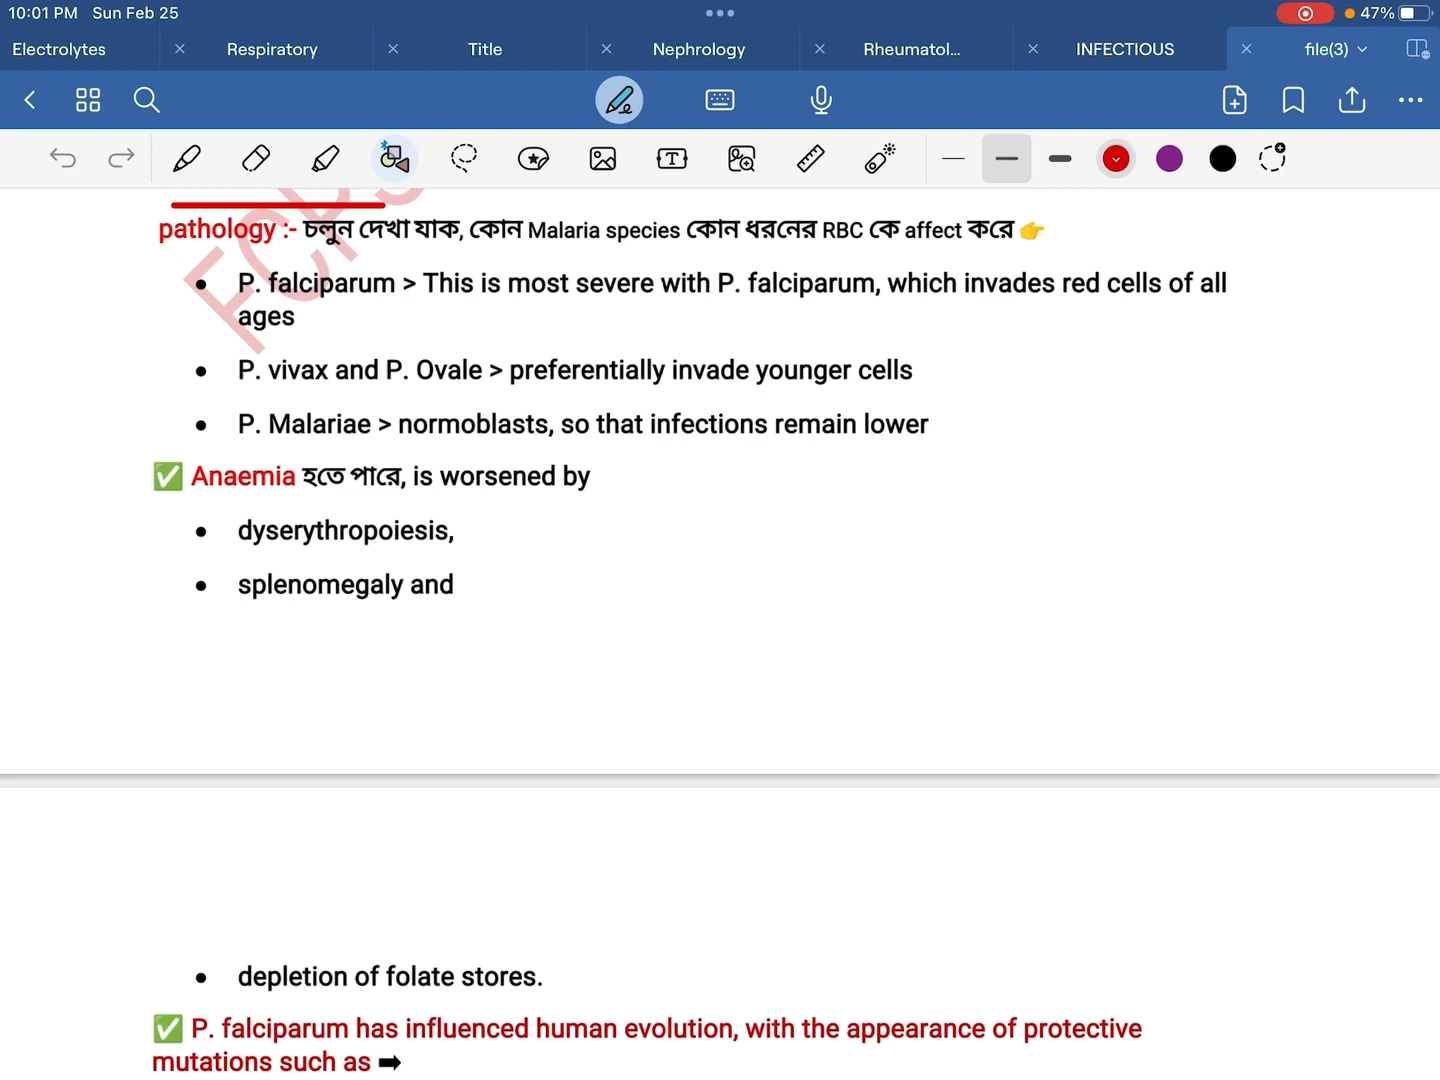 10:01 PM Sun Feb 25
47%
Electrolytes
Respiratory
Title
Nephrology
Rheumatol...
INFECTIOUS
file(3)
FCPS
pathology :- চলুন দেখা যাক, কোন Malaria species কোন ধরনের RBC কে affect করে 👉
• P. falciparum > This is most severe with P. falciparum, which invades red cells of all
ages
• P. vivax and P. Ovale > preferentially invade younger cells
• P. Malariae > normoblasts, so that infections remain lower
✅ Anaemia হতে পারে, is worsened by
• dyserythropoiesis,
• splenomegaly and
• depletion of folate stores.
✅ P. falciparum has influenced human evolution, with the appearance of protective
mutations such as ➡